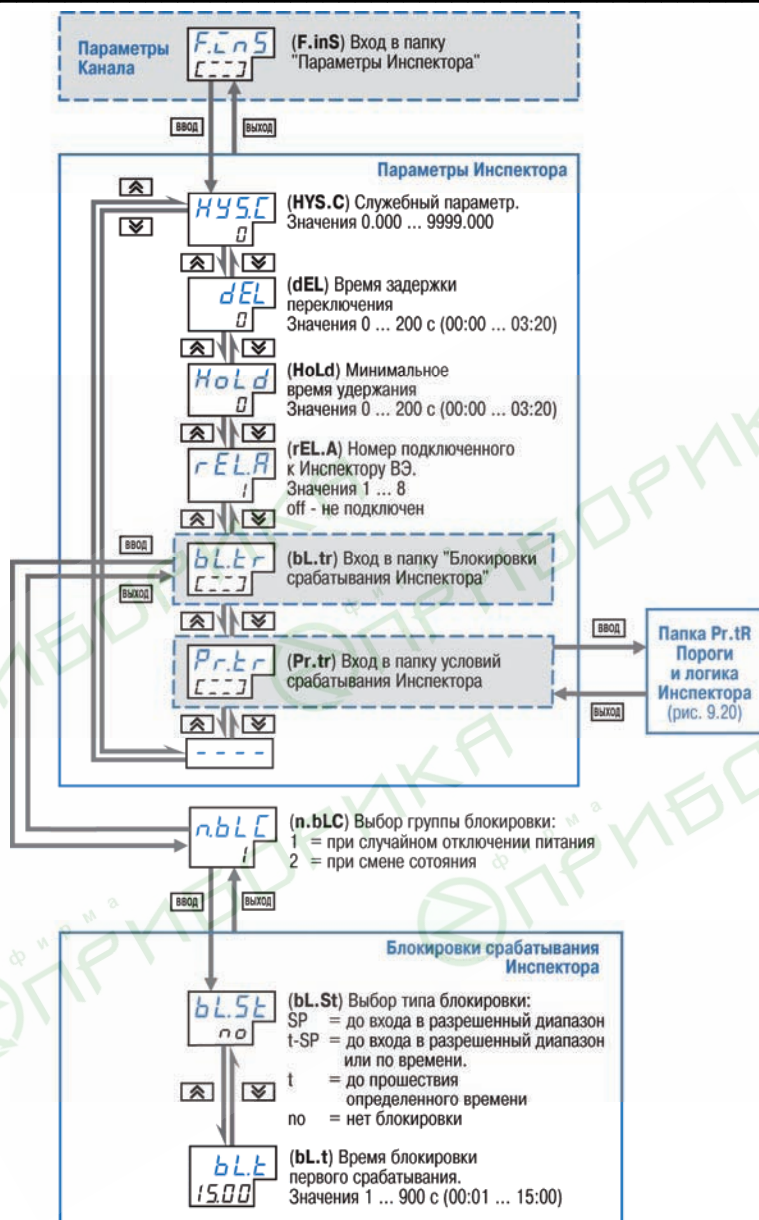 Параметры
Канала
F.inS
[---]
(F.inS) Вход в папку
"Параметры Инспектора"
ВВОД
ВЫХОД
Параметры Инспектора
HYS.C
0
(HYS.C) Служебный параметр.
Значения 0.000 ... 9999.000
dEL
0
(dEL) Время задержки
переключения
Значения 0 ... 200 с (00:00 ... 03:20)
HoLd
0
(HoLd) Минимальное
время удержания
Значения 0 ... 200 с (00:00 ... 03:20)
rEL.A
1
(rEL.A) Номер подключенного
к Инспектору ВЭ.
Значения 1 ... 8
off - не подключен
ВВОД
ВЫХОД
bL.tr
[---]
(bL.tr) Вход в папку "Блокировки
срабатывания Инспектора"
Pr.tr
[---]
(Pr.tr) Вход в папку условий
срабатывания Инспектора
ВВОД
ВЫХОД
Папка Pr.tR
Пороги
и логика
Инспектора
(рис. 9.20)
- - - -
n.bLC
1
(n.bLC) Выбор группы блокировки:
1 = при случайном отключении питания
2 = при смене сотояния
ВВОД
ВЫХОД
Блокировки срабатывания
Инспектора
bL.St
no
(bL.St) Выбор типа блокировки:
SP = до входа в разрешенный диапазон
t-SP = до входа в разрешенный диапазон
или по времени.
t = до прошествия
определенного времени
no = нет блокировки
bL.t
15.00
(bL.t) Время блокировки
первого срабатывания.
Значения 1 ... 900 с (00:01 ... 15:00)
фирма
ПРИБОРИКА